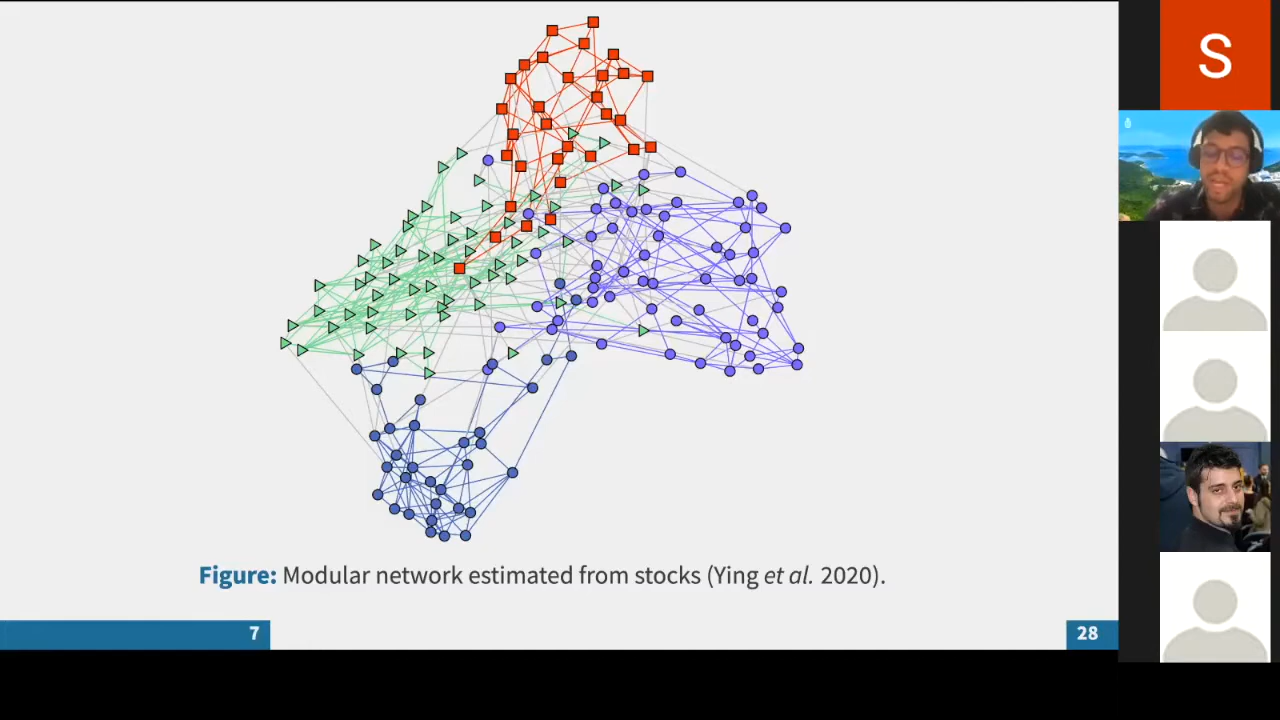 S
Figure: Modular network estimated from stocks (Ying et al. 2020).
7
28